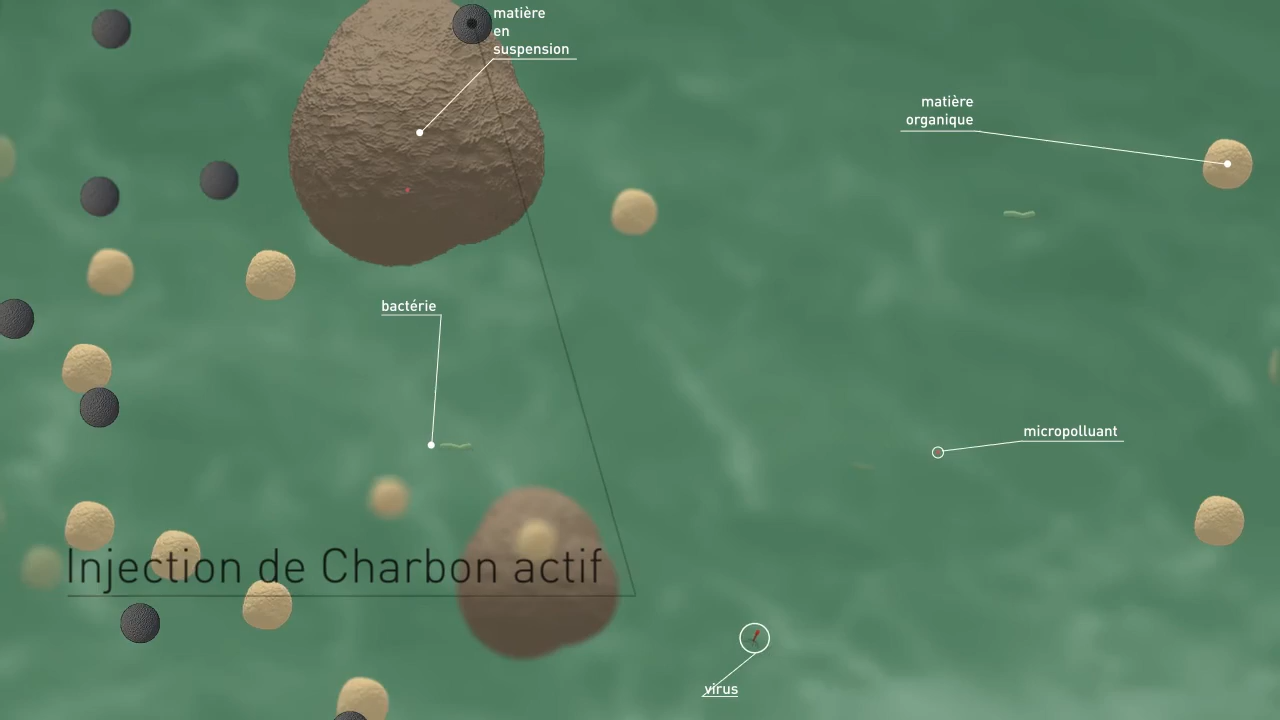 matière
en
suspension
matière
organique
bactérie
micropolluant
Injection de Charbon actif
virus